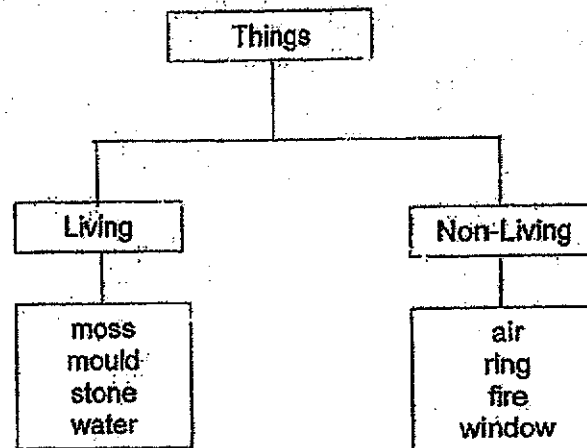 Things
Living
Non-Living
moss
mould
stone
water
air
ring
fire
window